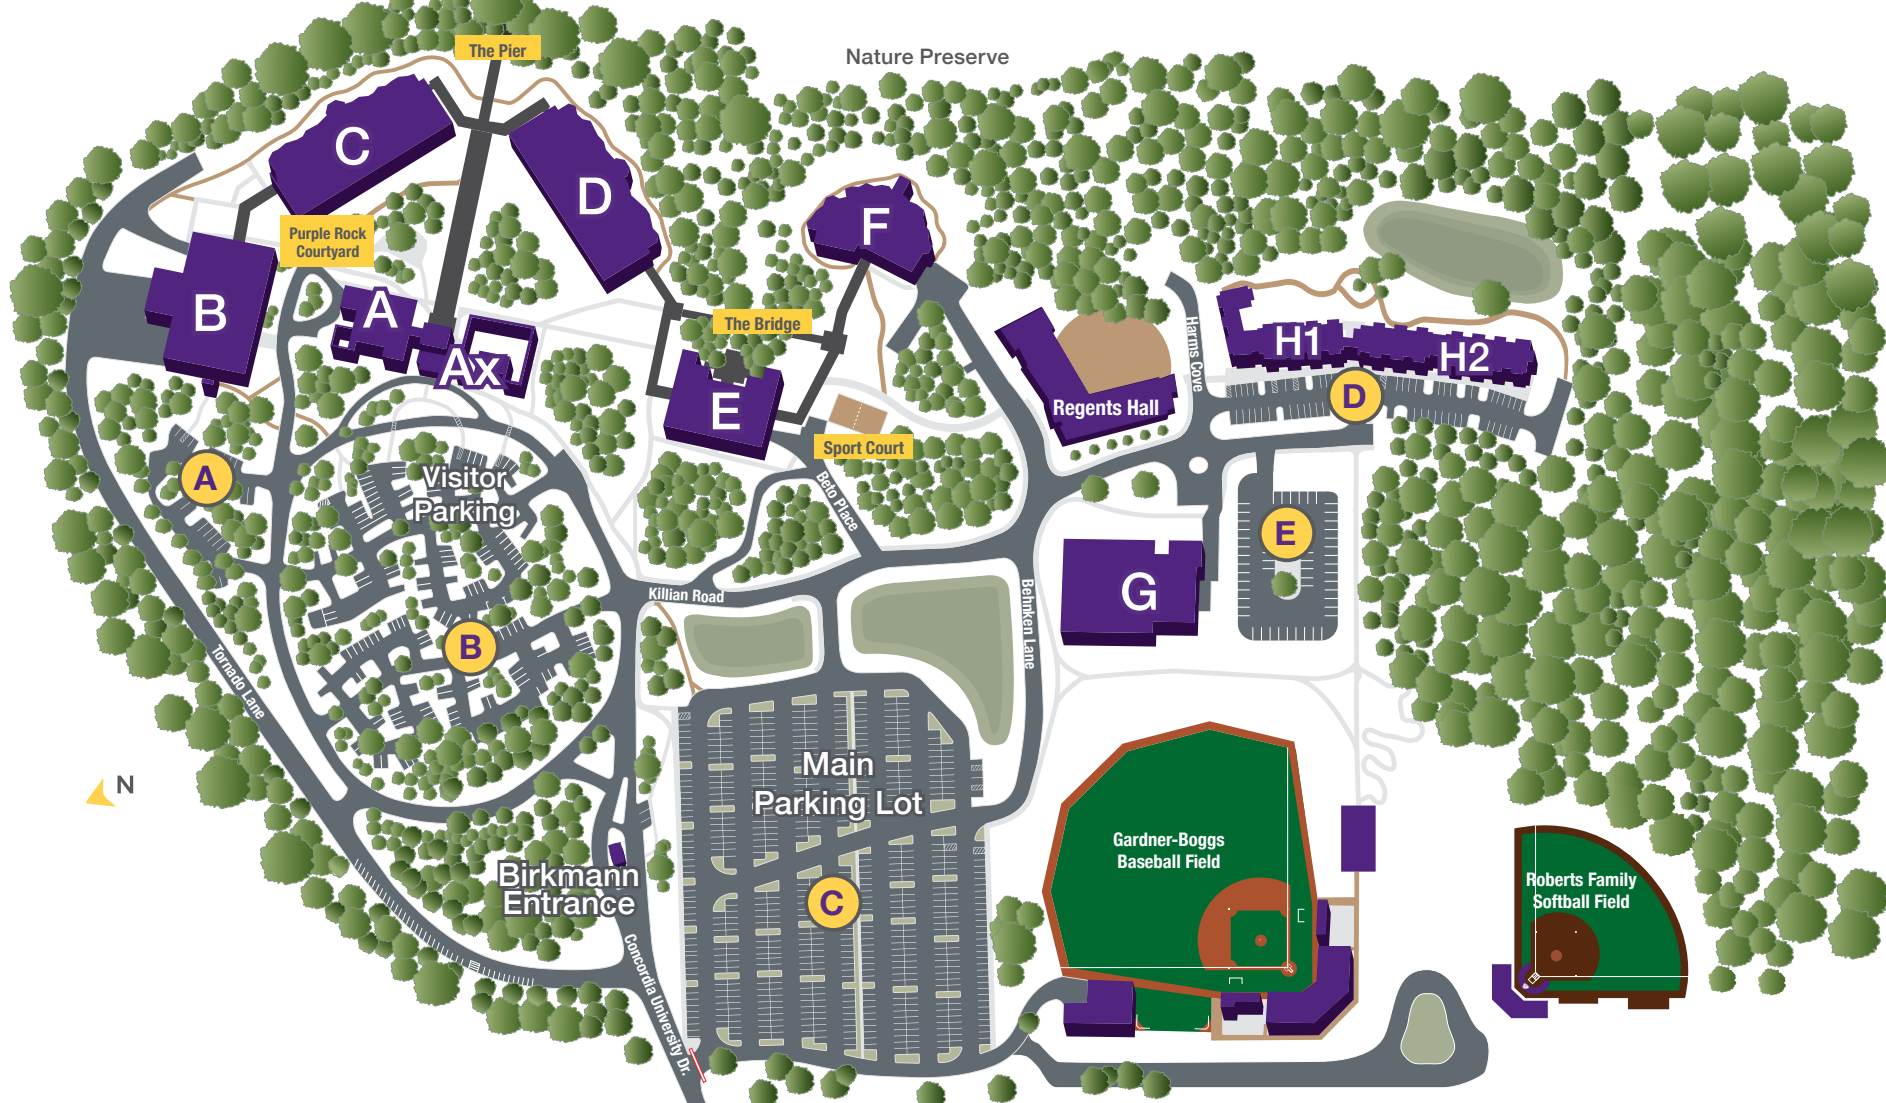 The Pier
Nature Preserve
C
D
F
Purple Rock
Courtyard
B
A
Ax
The Bridge
E
Sport Court
Beto Place
Regents Hall
Harms Cove
H1
H2
D
A
Visitor
Parking
E
G
B
Killian Road
Behnken Lane
Tornado Lane
N
Main
Parking Lot
C
Birkmann
Entrance
Concordia University Dr.
Gardner-Boggs
Baseball Field
Roberts Family
Softball Field